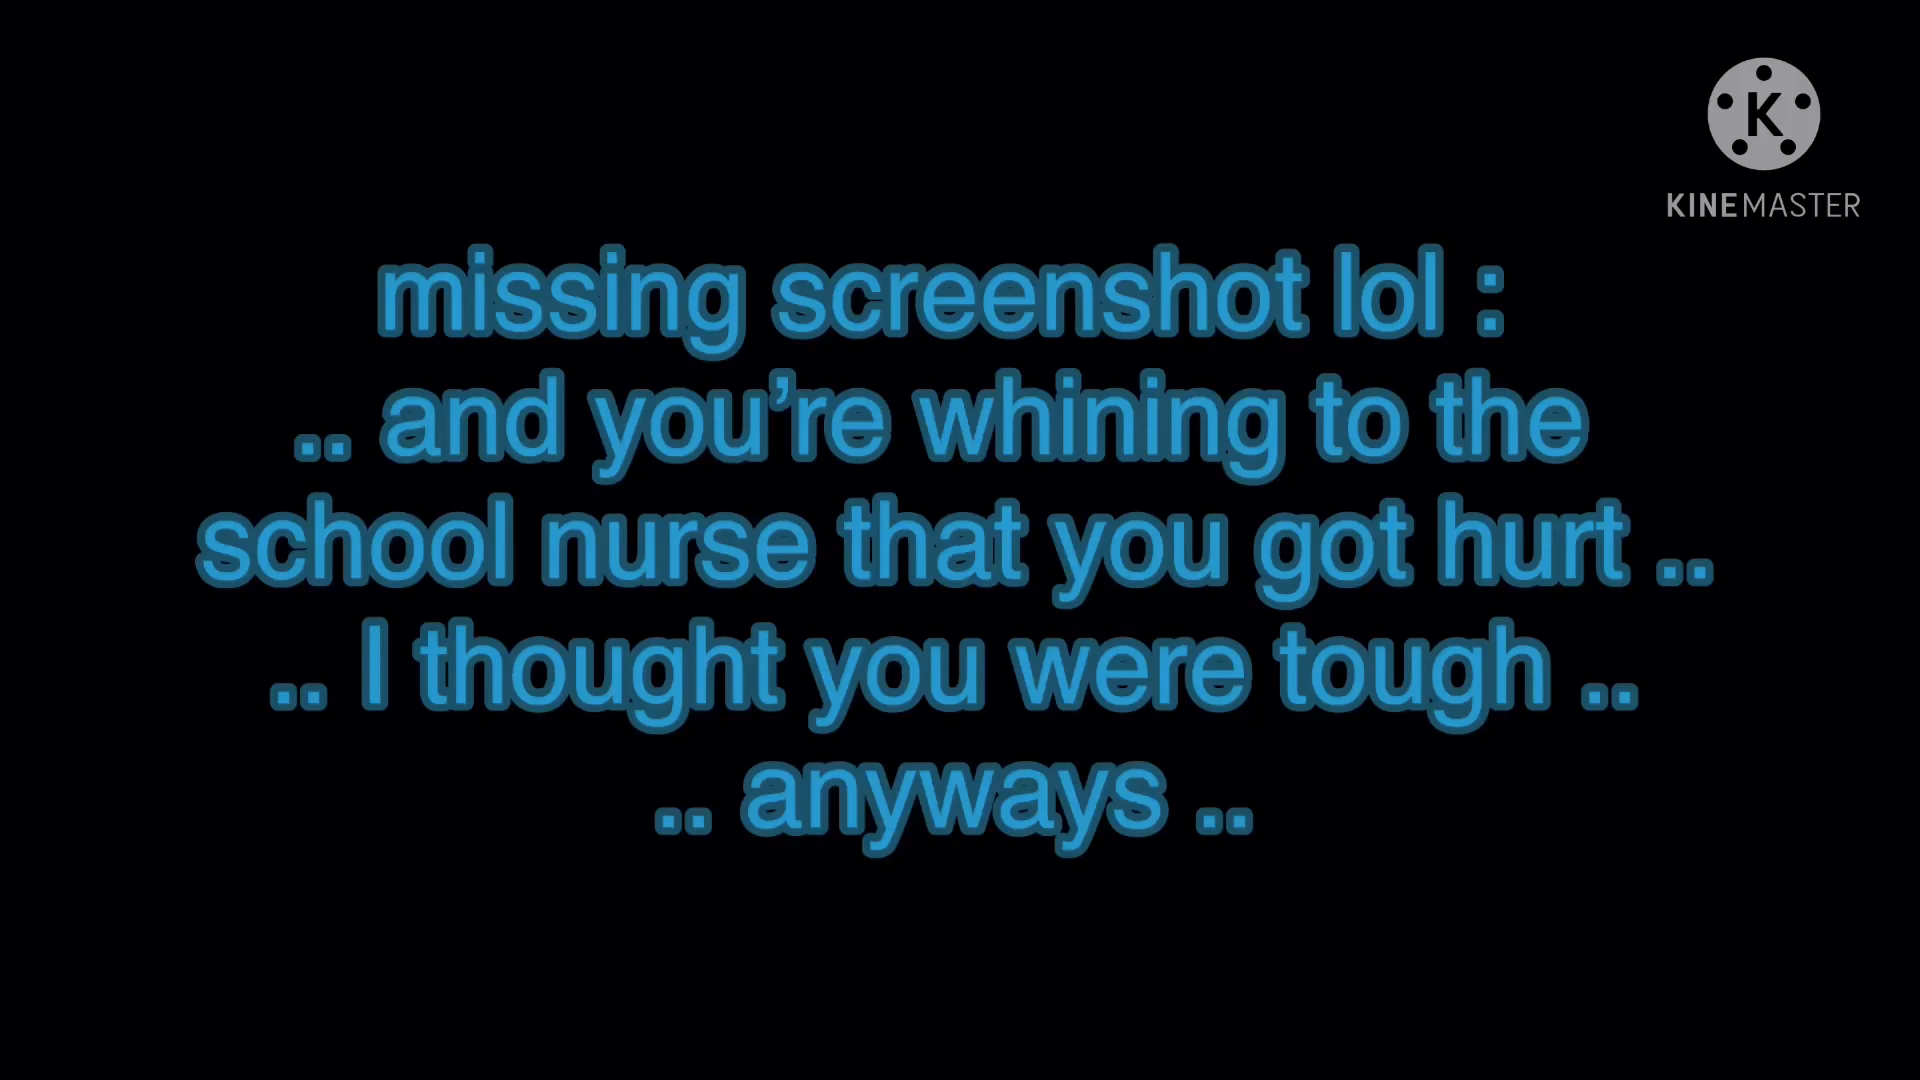 K
KINEMASTER
missing screenshot lol :
.. and you’re whining to the
school nurse that you got hurt ..
.. I thought you were tough ..
.. anyways ..